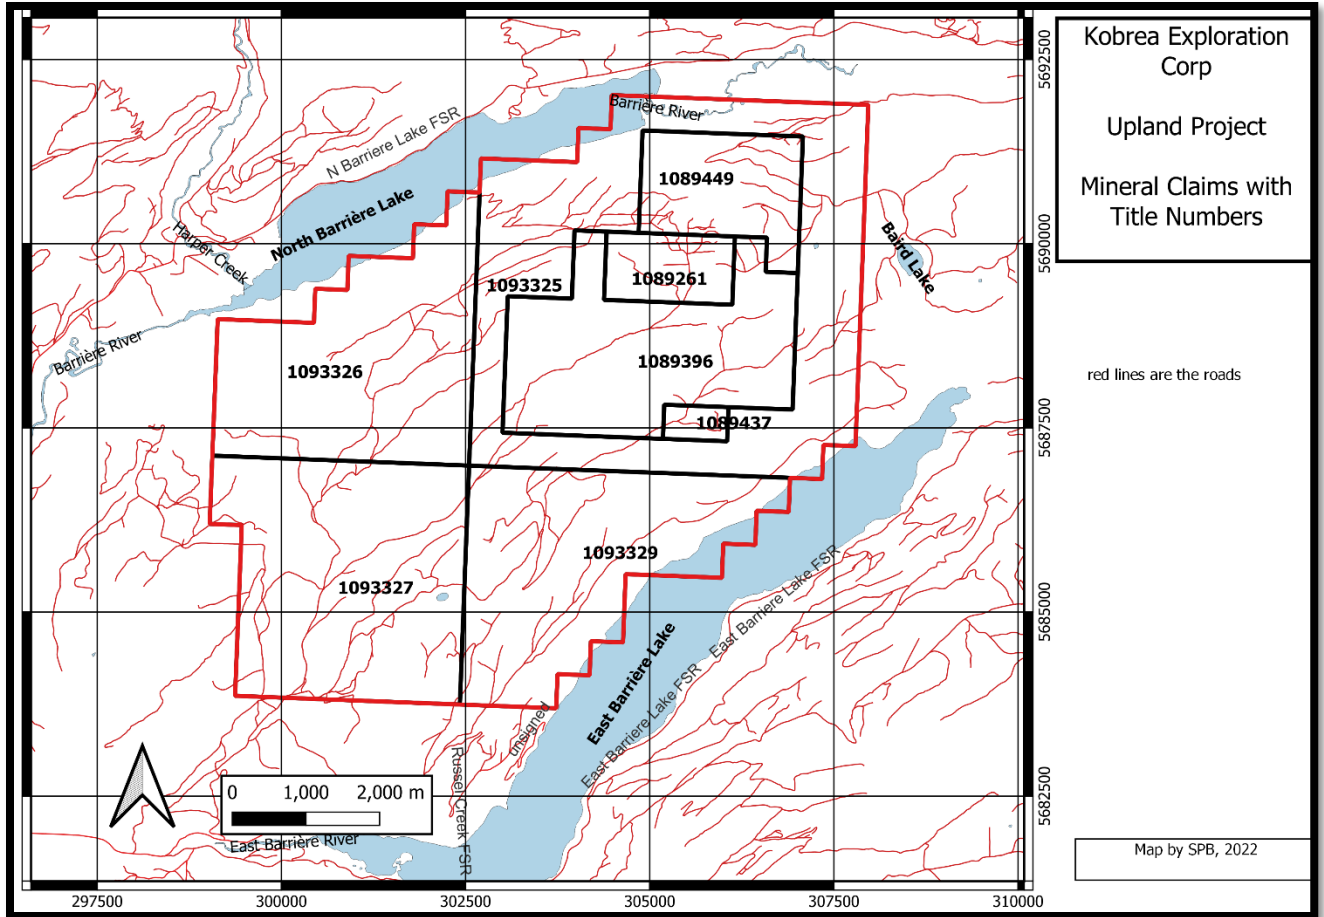 Kobrea Exploration
Corp
Upland Project
Mineral Claims with
Title Numbers
red lines are the roads
Map by SPB, 2022
Barrière River
N Barriere Lake FSR
North Barrière Lake
Harper Creek
Barrière River
Baird Lake
1089449
1093325
1089261
1089396
1093326
1089437
1093329
1093327
East Barriere Lake FSR
East Barrière Lake
East Barriere Lake FSR
unsigned
Russel Creek FSR
East Barrière River
0 1,000 2,000 m
5692500
5690000
5687500
5685000
5682500
297500 300000 302500 305000 307500 310000